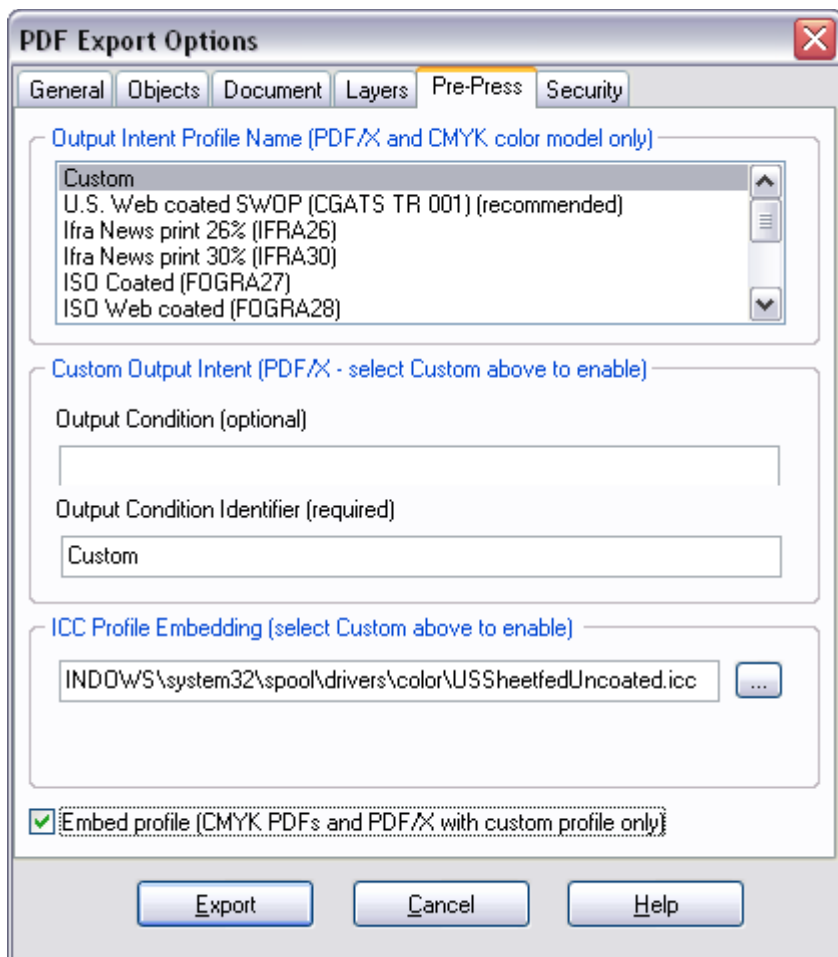 PDF Export Options
General Objects Document Layers Pre-Press Security
Output Intent Profile Name (PDF/X and CMYK color model only)
Custom
U.S. Web coated SWOP (CGATS TR 001) (recommended)
Ifra News print 26% (IFRA26)
Ifra News print 30% (IFRA30)
ISO Coated (FOGRA27)
ISO Web coated (FOGRA28)
Custom Output Intent (PDF/X - select Custom above to enable)
Output Condition (optional)
Output Condition Identifier (required)
Custom
ICC Profile Embedding (select Custom above to enable)
INDOWS\system32\spool\drivers\color\USSheetfedUncoated.icc ...
Embed profile (CMYK PDFs and PDF/X with custom profile only)
Export Cancel Help